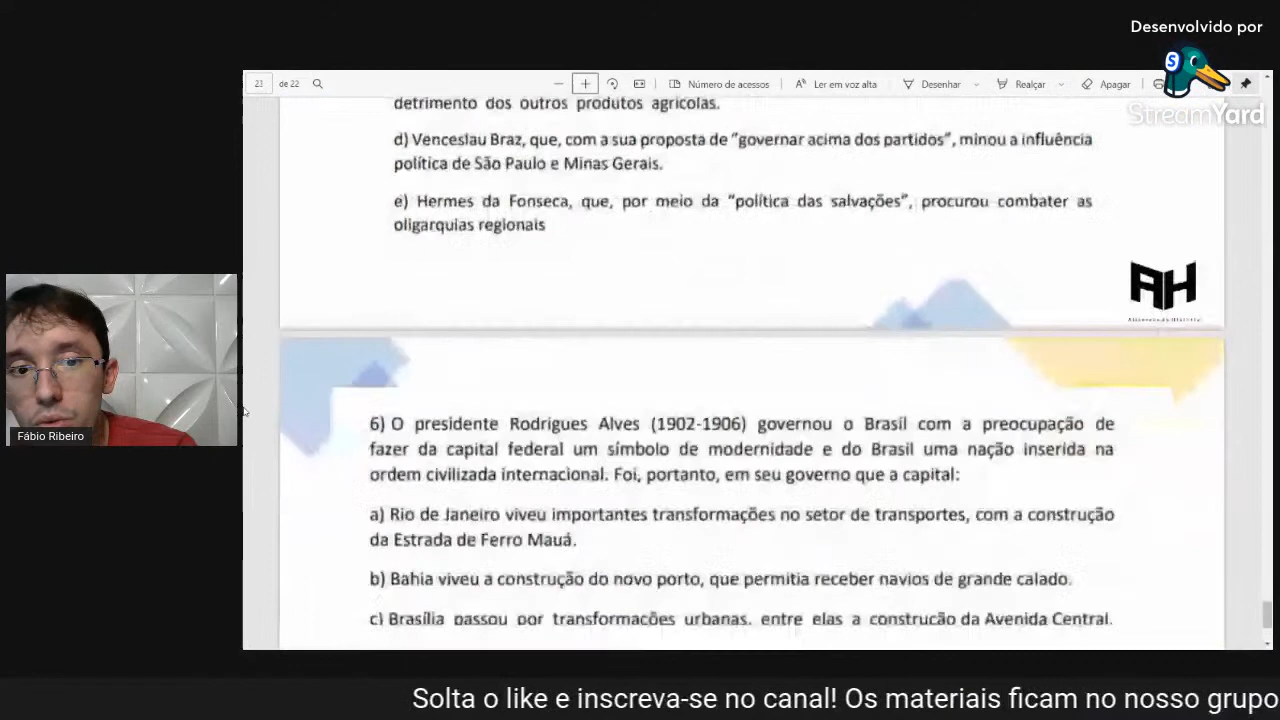 Desenvolvido por
StreamYard
23 de 22
Número de acessos
Ler em voz alta
Desenhar
Realçar
Apagar
detrimento dos outros produtos agrícolas.
d) Venceslau Braz, que, com a sua proposta de “governar acima dos partidos”, minou a influência
política de São Paulo e Minas Gerais.
e) Hermes da Fonseca, que, por meio da “política das salvações”, procurou combater as
oligarquias regionais
AH
6) O presidente Rodrigues Alves (1902-1906) governou o Brasil com a preocupação de
fazer da capital federal um símbolo de modernidade e do Brasil uma nação inserida na
ordem civilizada internacional. Foi, portanto, em seu governo que a capital:
a) Rio de Janeiro viveu importantes transformações no setor de transportes, com a construção
da Estrada de Ferro Mauá.
b) Bahia viveu a construção do novo porto, que permitia receber navios de grande calado.
c) Brasília passou por transformações urbanas, entre elas a construção da Avenida Central.
Fábio Ribeiro
Solta o like e inscreva-se no canal! Os materiais ficam no nosso grupo